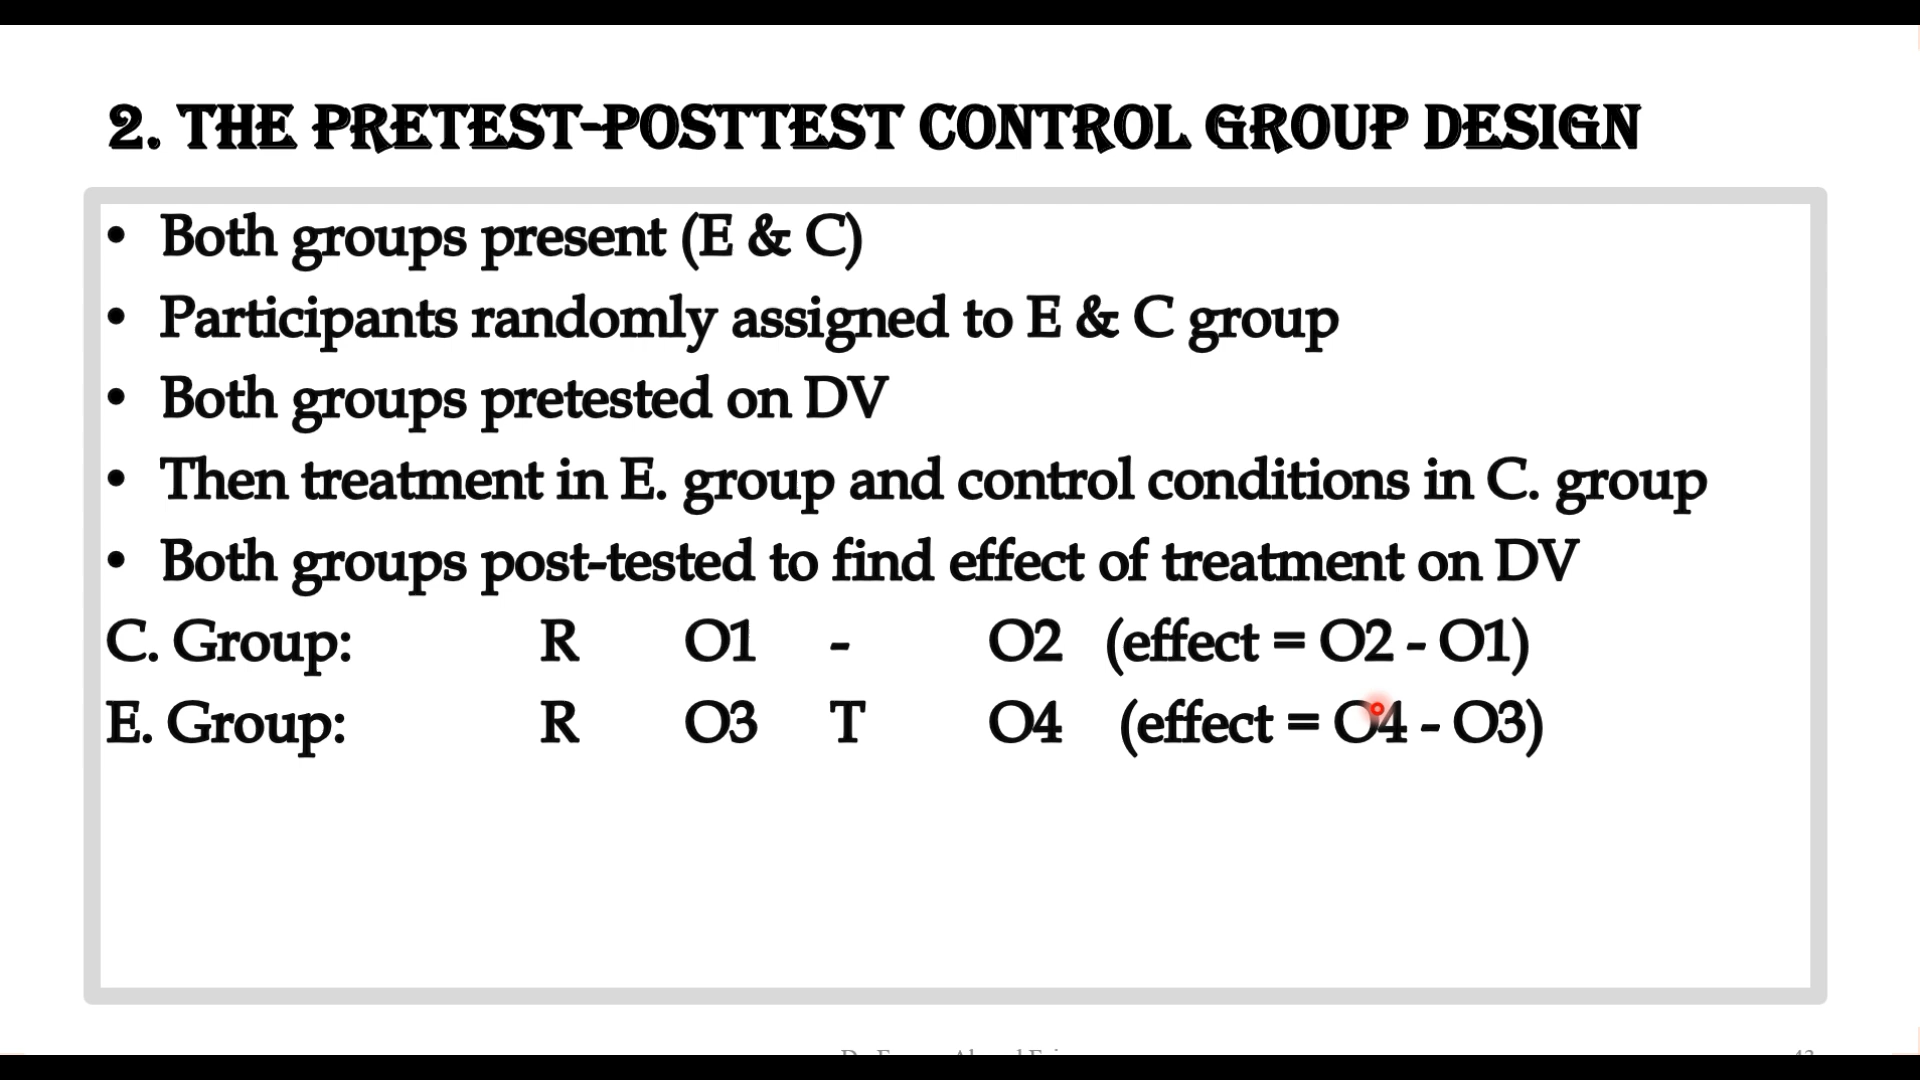 2. THE PRETEST-POSTTEST CONTROL GROUP DESIGN
• Both groups present (E & C)
• Participants randomly assigned to E & C group
• Both groups pretested on DV
• Then treatment in E. group and control conditions in C. group
• Both groups post-tested to find effect of treatment on DV
C. Group: R O1 - O2 (effect = O2 - O1)
E. Group: R O3 T O4 (effect = O4 - O3)